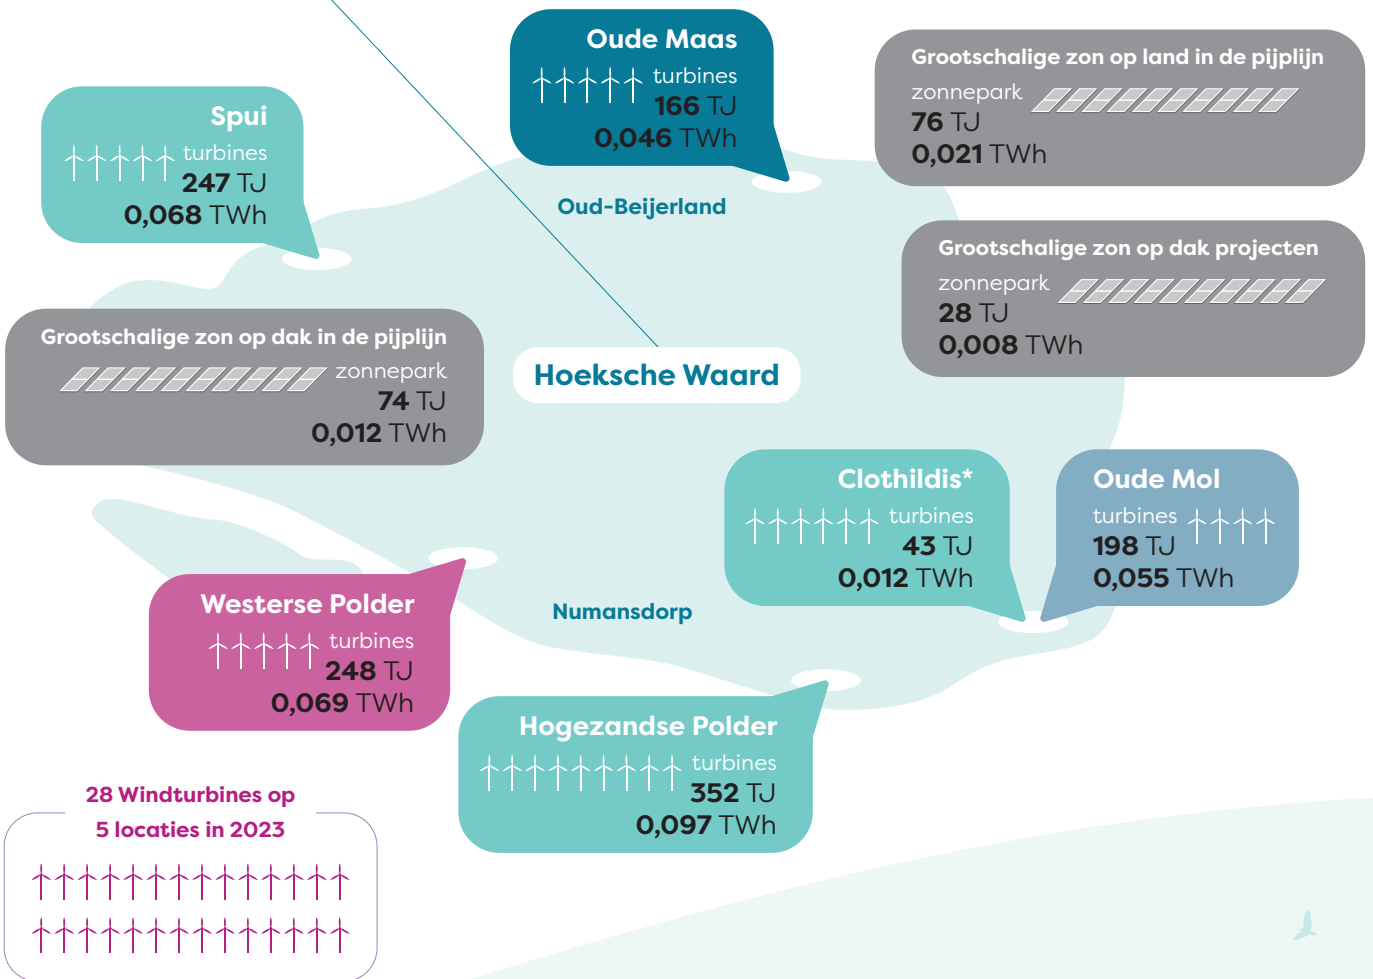 Oude Maas
turbines
166 TJ
0,046 TWh
Grootschalige zon op land in de pijplijn
zonnepark
76 TJ
0,021 TWh
Spui
turbines
247 TJ
0,068 TWh
Oud-Beijerland
Grootschalige zon op dak projecten
zonnepark
28 TJ
0,008 TWh
Grootschalige zon op dak in de pijplijn
zonnepark
74 TJ
0,012 TWh
Hoeksche Waard
Clothildis*
turbines
43 TJ
0,012 TWh
Oude Mol
turbines
198 TJ
0,055 TWh
Westerse Polder
turbines
248 TJ
0,069 TWh
Numansdorp
Hogezandse Polder
turbines
352 TJ
0,097 TWh
28 Windturbines op
5 locaties in 2023